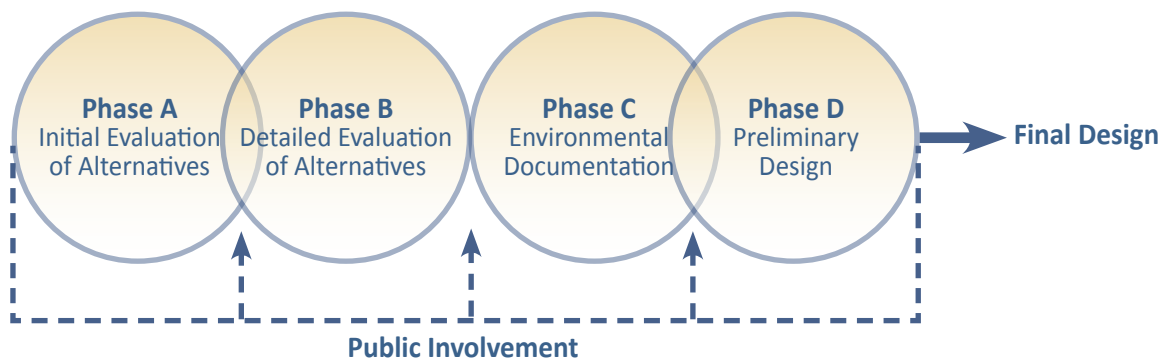 Phase A
Initial Evaluation
of Alternatives
Phase B
Detailed Evaluation
of Alternatives
Phase C
Environmental
Documentation
Phase D
Preliminary
Design
Final Design
Public Involvement